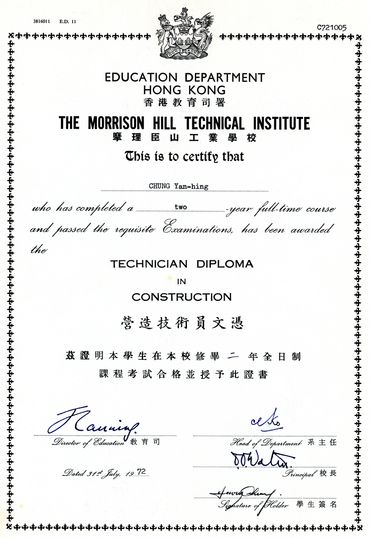 3816011 E.D. 11
C721005
EDUCATION DEPARTMENT
HONG KONG
香港教育司署
THE MORRISON HILL TECHNICAL INSTITUTE
摩理臣山工業學校
This is to certify that
CHUNG Yan-hing
who has completed a two -year full-time course
and passed the requisite Examinations, has been awarded
the
TECHNICIAN DIPLOMA
IN
CONSTRUCTION
營造技術員文憑
茲證明本學生在本校修畢二年全日制
課程考試合格並授予此證書
Director of Education 教育司
Head of Department 系主任
Dated 31st July, 1972
Principal 校長
Signature of Holder 學生簽名